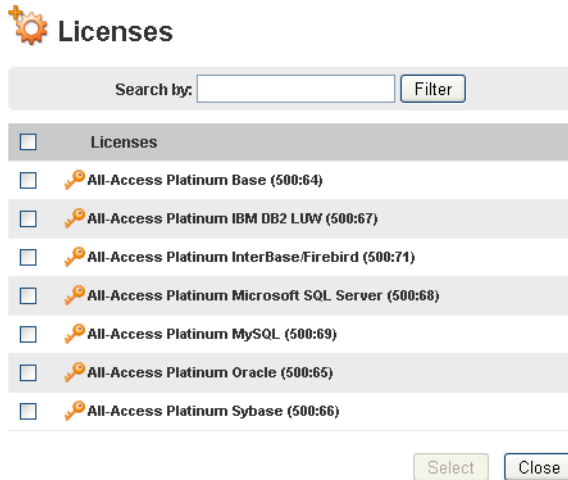 Licenses
Search by: Filter
Licenses
All-Access Platinum Base (500:64)
All-Access Platinum IBM DB2 LUW (500:67)
All-Access Platinum InterBase/Firebird (500:71)
All-Access Platinum Microsoft SQL Server (500:68)
All-Access Platinum MySQL (500:69)
All-Access Platinum Oracle (500:65)
All-Access Platinum Sybase (500:66)
Select Close